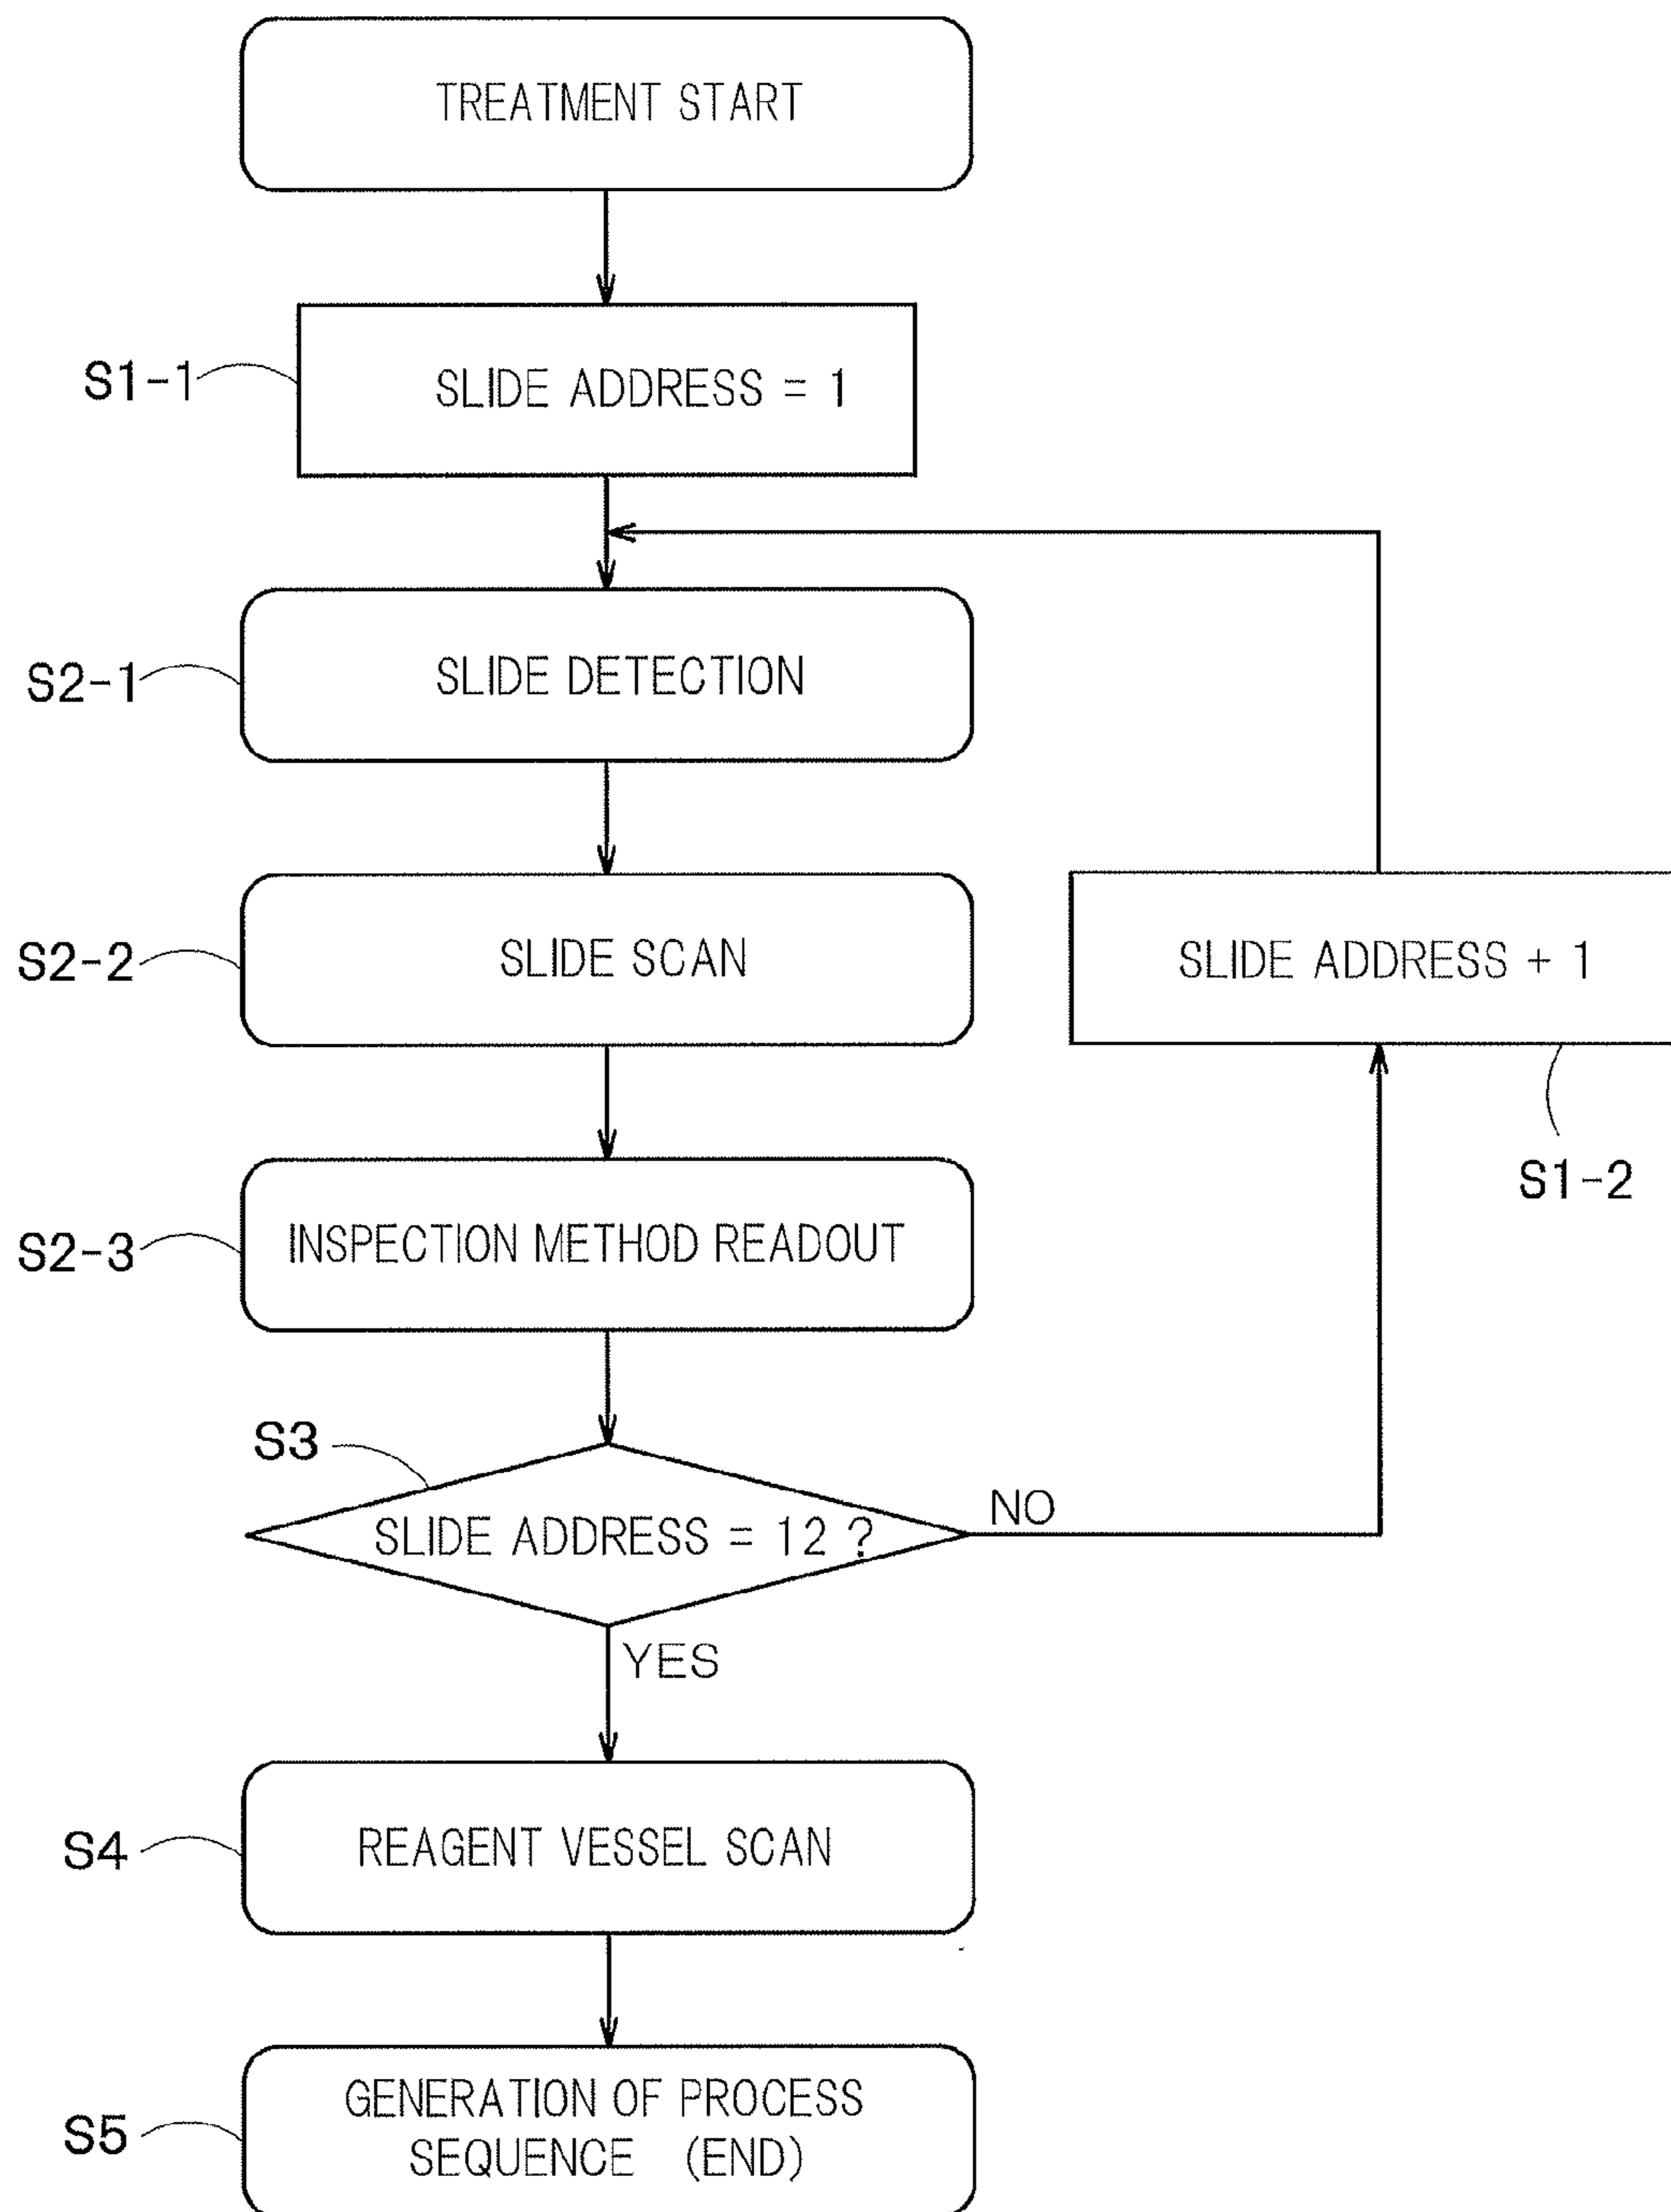 TREATMENT START
S1-1
SLIDE ADDRESS = 1
S2-1
SLIDE DETECTION
S2-2
SLIDE SCAN
SLIDE ADDRESS + 1
S1-2
S2-3
INSPECTION METHOD READOUT
S3
SLIDE ADDRESS = 12 ?
NO
YES
S4
REAGENT VESSEL SCAN
S5
GENERATION OF PROCESS
SEQUENCE (END)